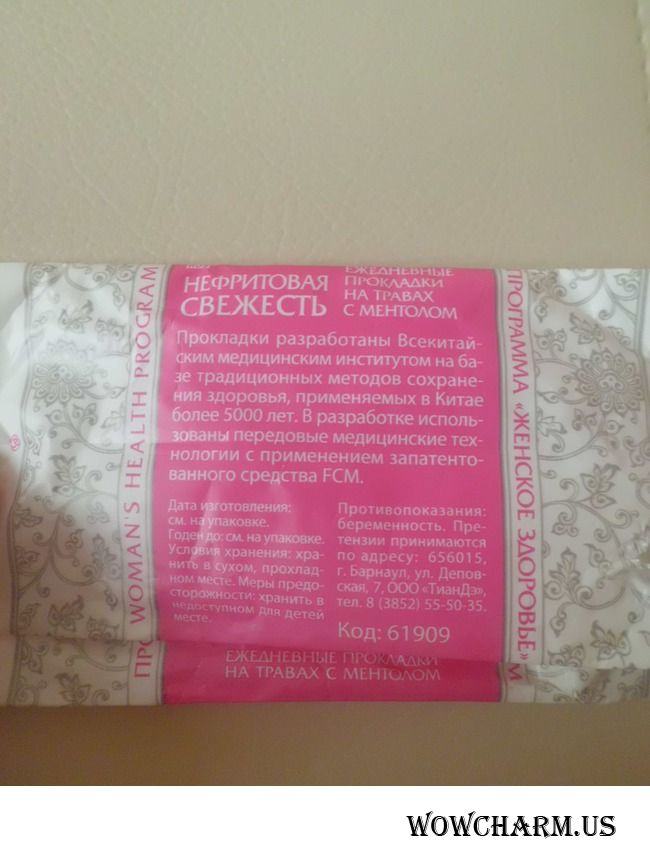 НЕФРИТОВАЯ
СВЕЖЕСТЬ
ЕЖЕДНЕВНЫЕ
ПРОКЛАДКИ
НА ТРАВАХ
С МЕНТОЛОМ
Прокладки разработаны Всекитай-
ским медицинским институтом на ба-
зе традиционных методов сохране-
ния здоровья, применяемых в Китае
более 5000 лет. В разработке исполь-
зованы передовые медицинские тех-
нологии с применением запатенто-
ванного средства FCM.
Дата изготовления:
см. на упаковке.
Годен до: см. на упаковке.
Условия хранения: хра-
нить в сухом, прохлад-
ном месте. Меры предо-
сторожности: хранить в
недоступном для детей
месте.
Противопоказания:
беременность. Пре-
тензии принимаются
по адресу: 656015,
г. Барнаул, ул. Депов-
ская, 7, ООО «ТианДэ»,
тел. 8 (3852) 55-50-35.
Код: 61909
ЕЖЕДНЕВНЫЕ ПРОКЛАДКИ
НА ТРАВАХ С МЕНТОЛОМ
WOMAN'S HEALTH PROGRAM
ПРОГРАММА «ЖЕНСКОЕ ЗДОРОВЬЕ»
WOWCHARM.US